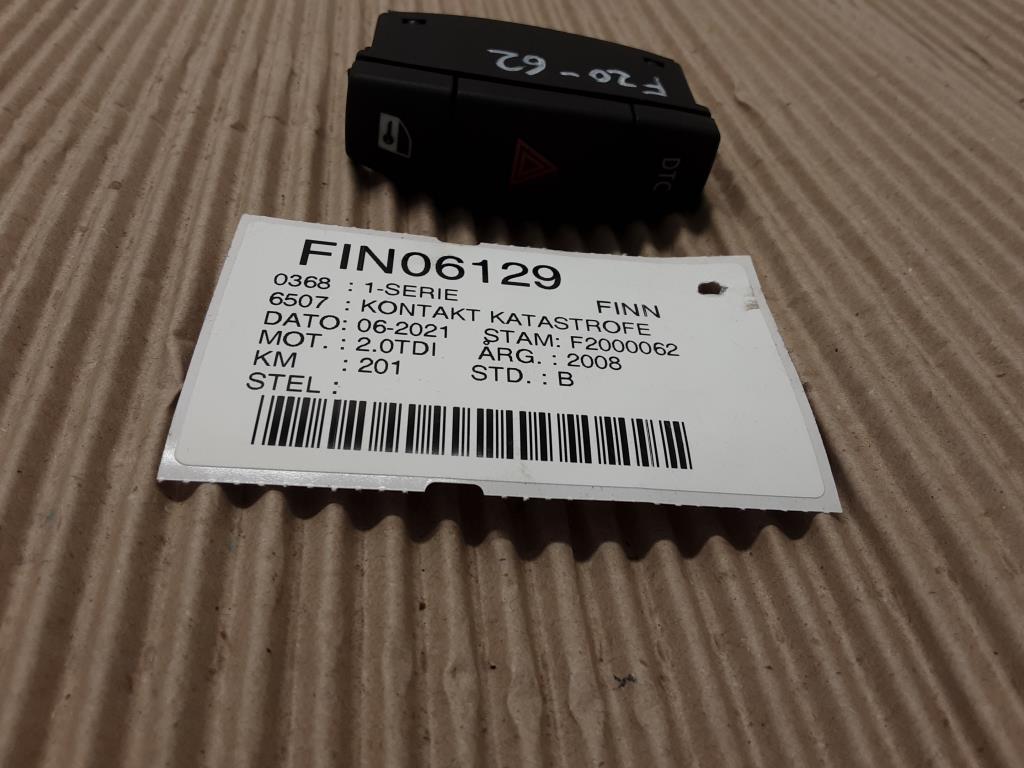 F20-62
DTC
FIN06129
0368 : 1-SERIE FINN
6507 : KONTAKT KATASTROFE
DATO: 06-2021 STAM: F2000062
MOT. : 2.0TDI ÅRG. : 2008
KM : 201 STD. : B
STEL :